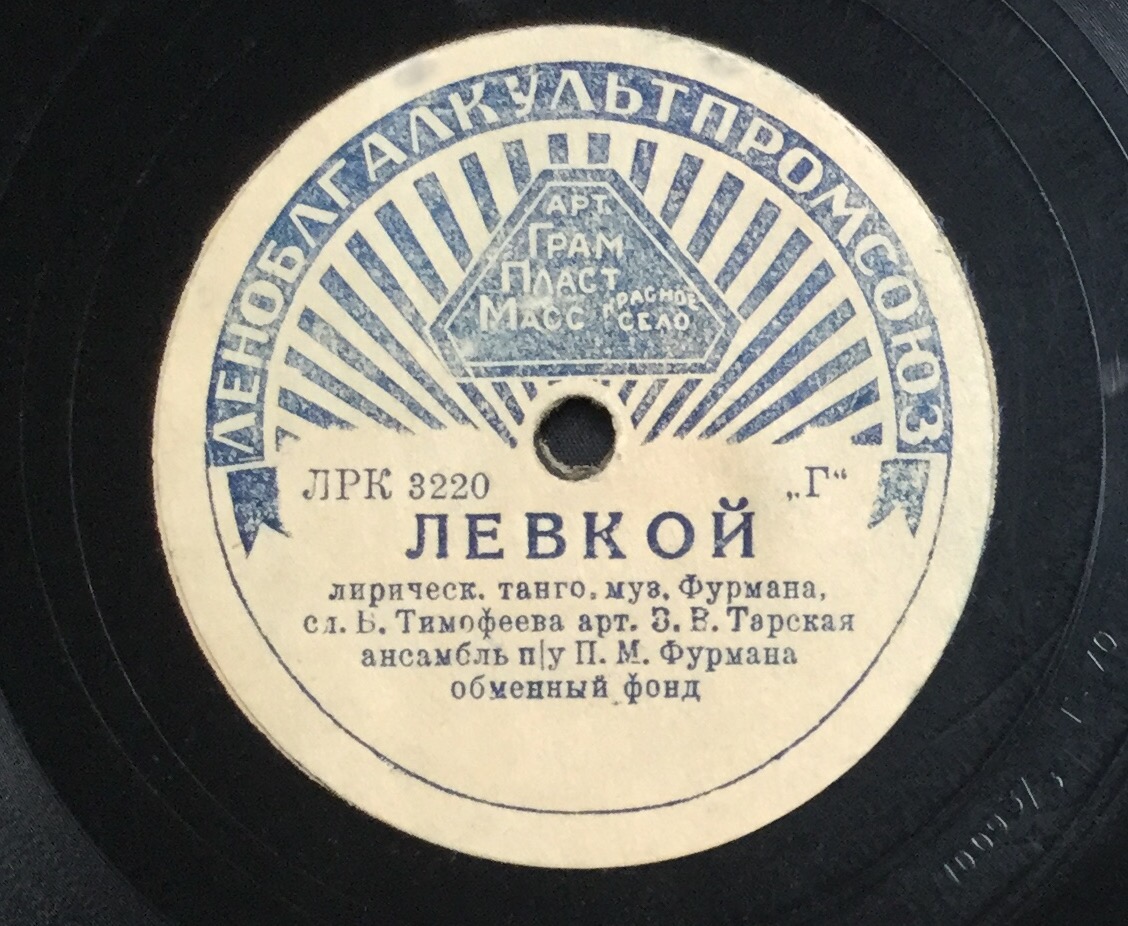 ЛЕНОБЛГАЛКУЛЬТПРОМСОЮЗ
АРТ.
ГРАМ
ПЛАСТ
МАСС КРАСНОЕ СЕЛО
ЛРК 3220 „Г“
ЛЕВКОЙ
лирическ. танго, муз. Фурмана,
сл. Б. Тимофеева арт. З. В. Тарская
ансамбль п/у П. М. Фурмана
обменный фонд